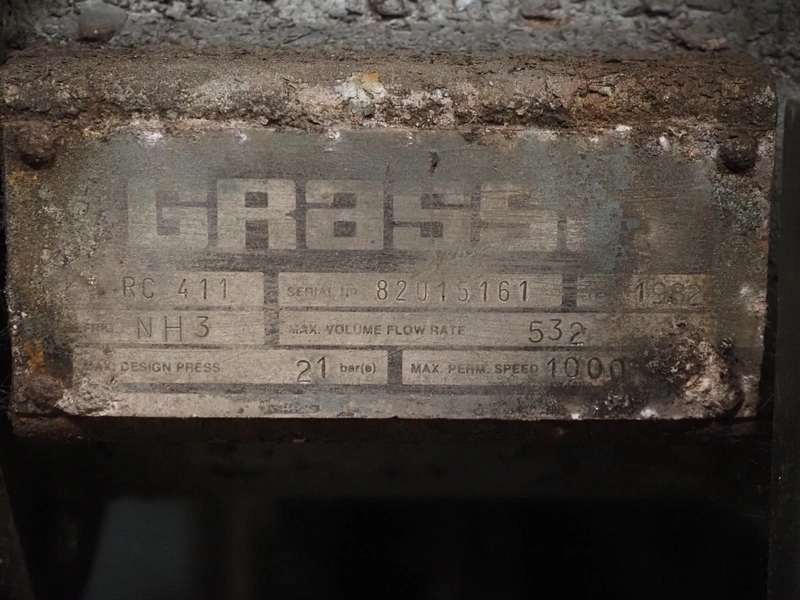 GRasso
RC 411 SERIAL No 82015161 1982
NH3 MAX. VOLUME FLOW RATE 532
DESIGN PRESS 21 bar(e) MAX. PERM. SPEED 1000